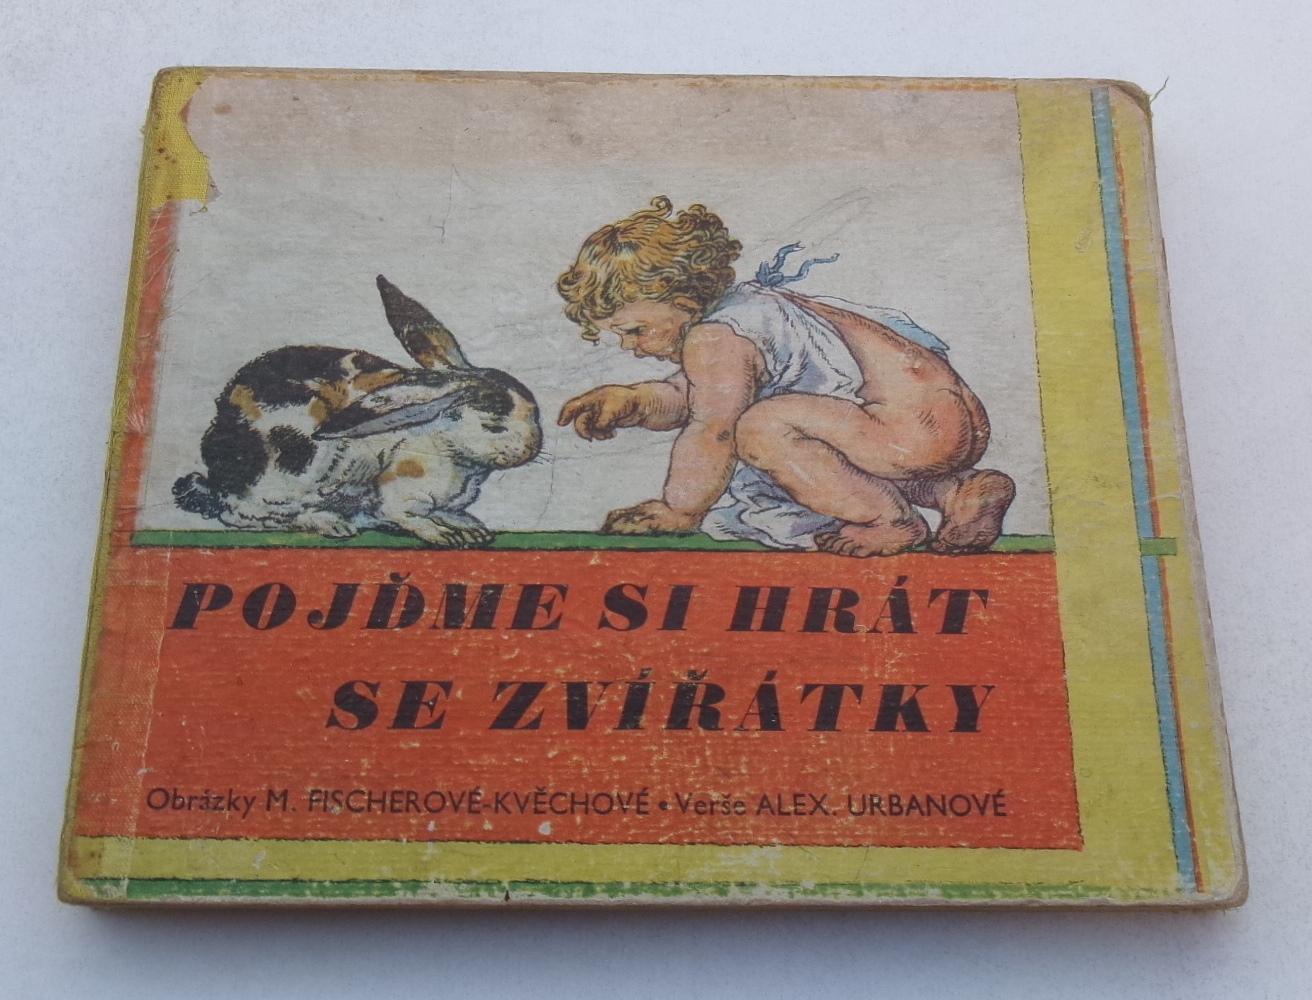 POJĎME SI HRÁT
SE ZVÍŘÁTKY
Obrázky M. FISCHEROVÉ-KVĚCHOVÉ • Verše ALEX. URBANOVÉ